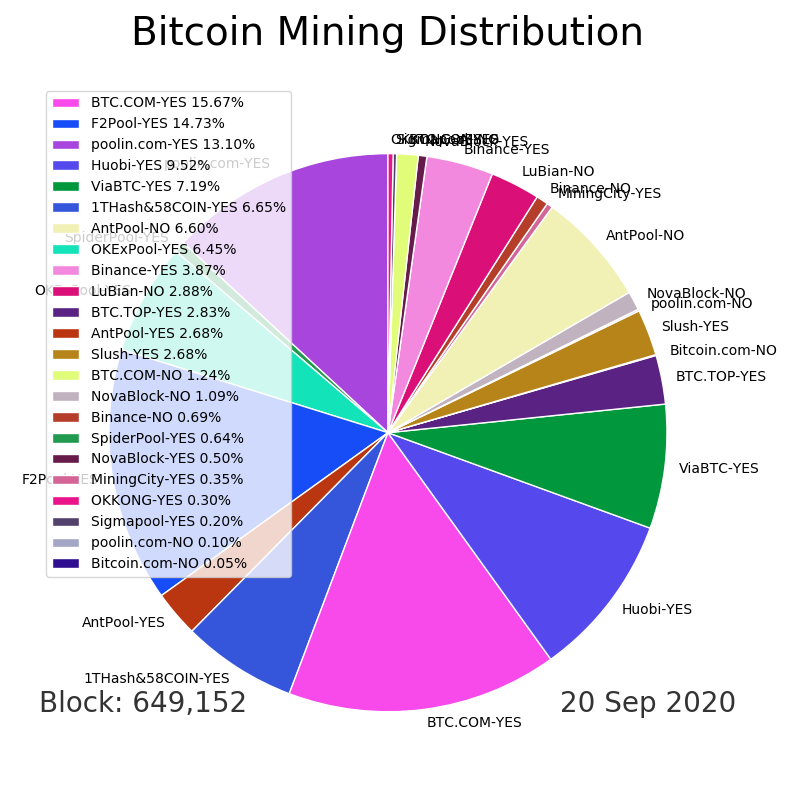 Bitcoin Mining Distribution
BTC.COM-YES 15.67%
F2Pool-YES 14.73%
poolin.com-YES 13.10%
Huobi-YES 9.52%
ViaBTC-YES 7.19%
1THash&58COIN-YES 6.65%
AntPool-NO 6.60%
OKExPool-YES 6.45%
Binance-YES 3.87%
LuBian-NO 2.88%
BTC.TOP-YES 2.83%
AntPool-YES 2.68%
Slush-YES 2.68%
BTC.COM-NO 1.24%
NovaBlock-NO 1.09%
Binance-NO 0.69%
SpiderPool-YES 0.64%
NovaBlock-YES 0.50%
MiningCity-YES 0.35%
OKKONG-YES 0.30%
Sigmapool-YES 0.20%
poolin.com-NO 0.10%
Bitcoin.com-NO 0.05%
Binance-YES
LuBian-NO
Binance-NO
MiningCity-YES
AntPool-NO
NovaBlock-NO
poolin.com-NO
Slush-YES
Bitcoin.com-NO
BTC.TOP-YES
ViaBTC-YES
Huobi-YES
BTC.COM-YES
1THash&58COIN-YES
AntPool-YES
SpiderPool-YES
Block: 649,152
20 Sep 2020